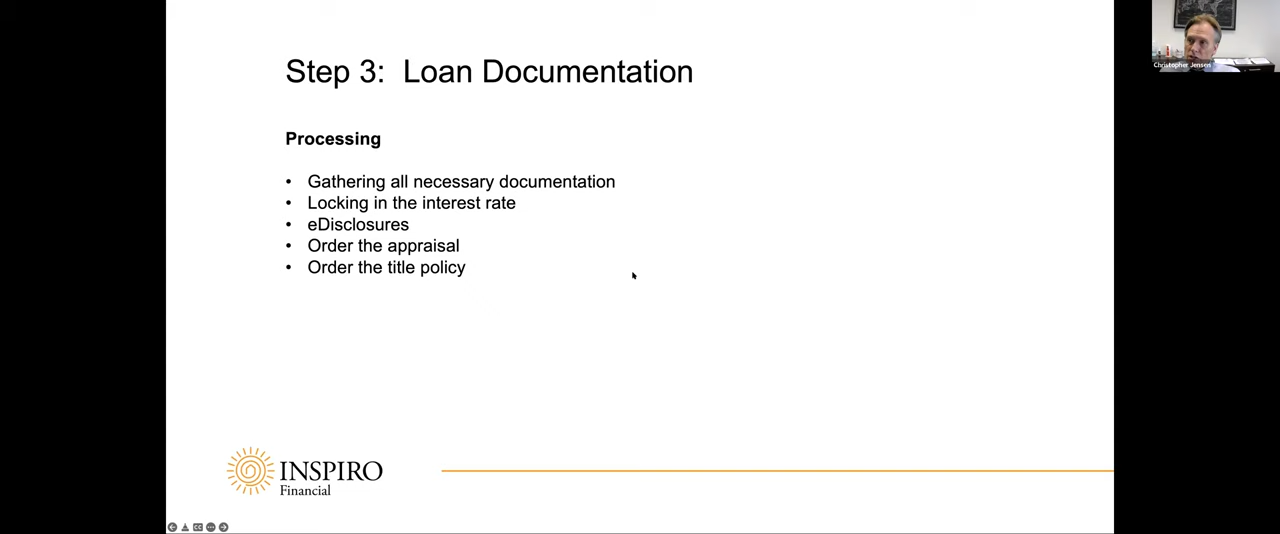 Step 3: Loan Documentation
Christopher Jensen
Processing
• Gathering all necessary documentation
• Locking in the interest rate
• eDisclosures
• Order the appraisal
• Order the title policy
INSPIRO
Financial